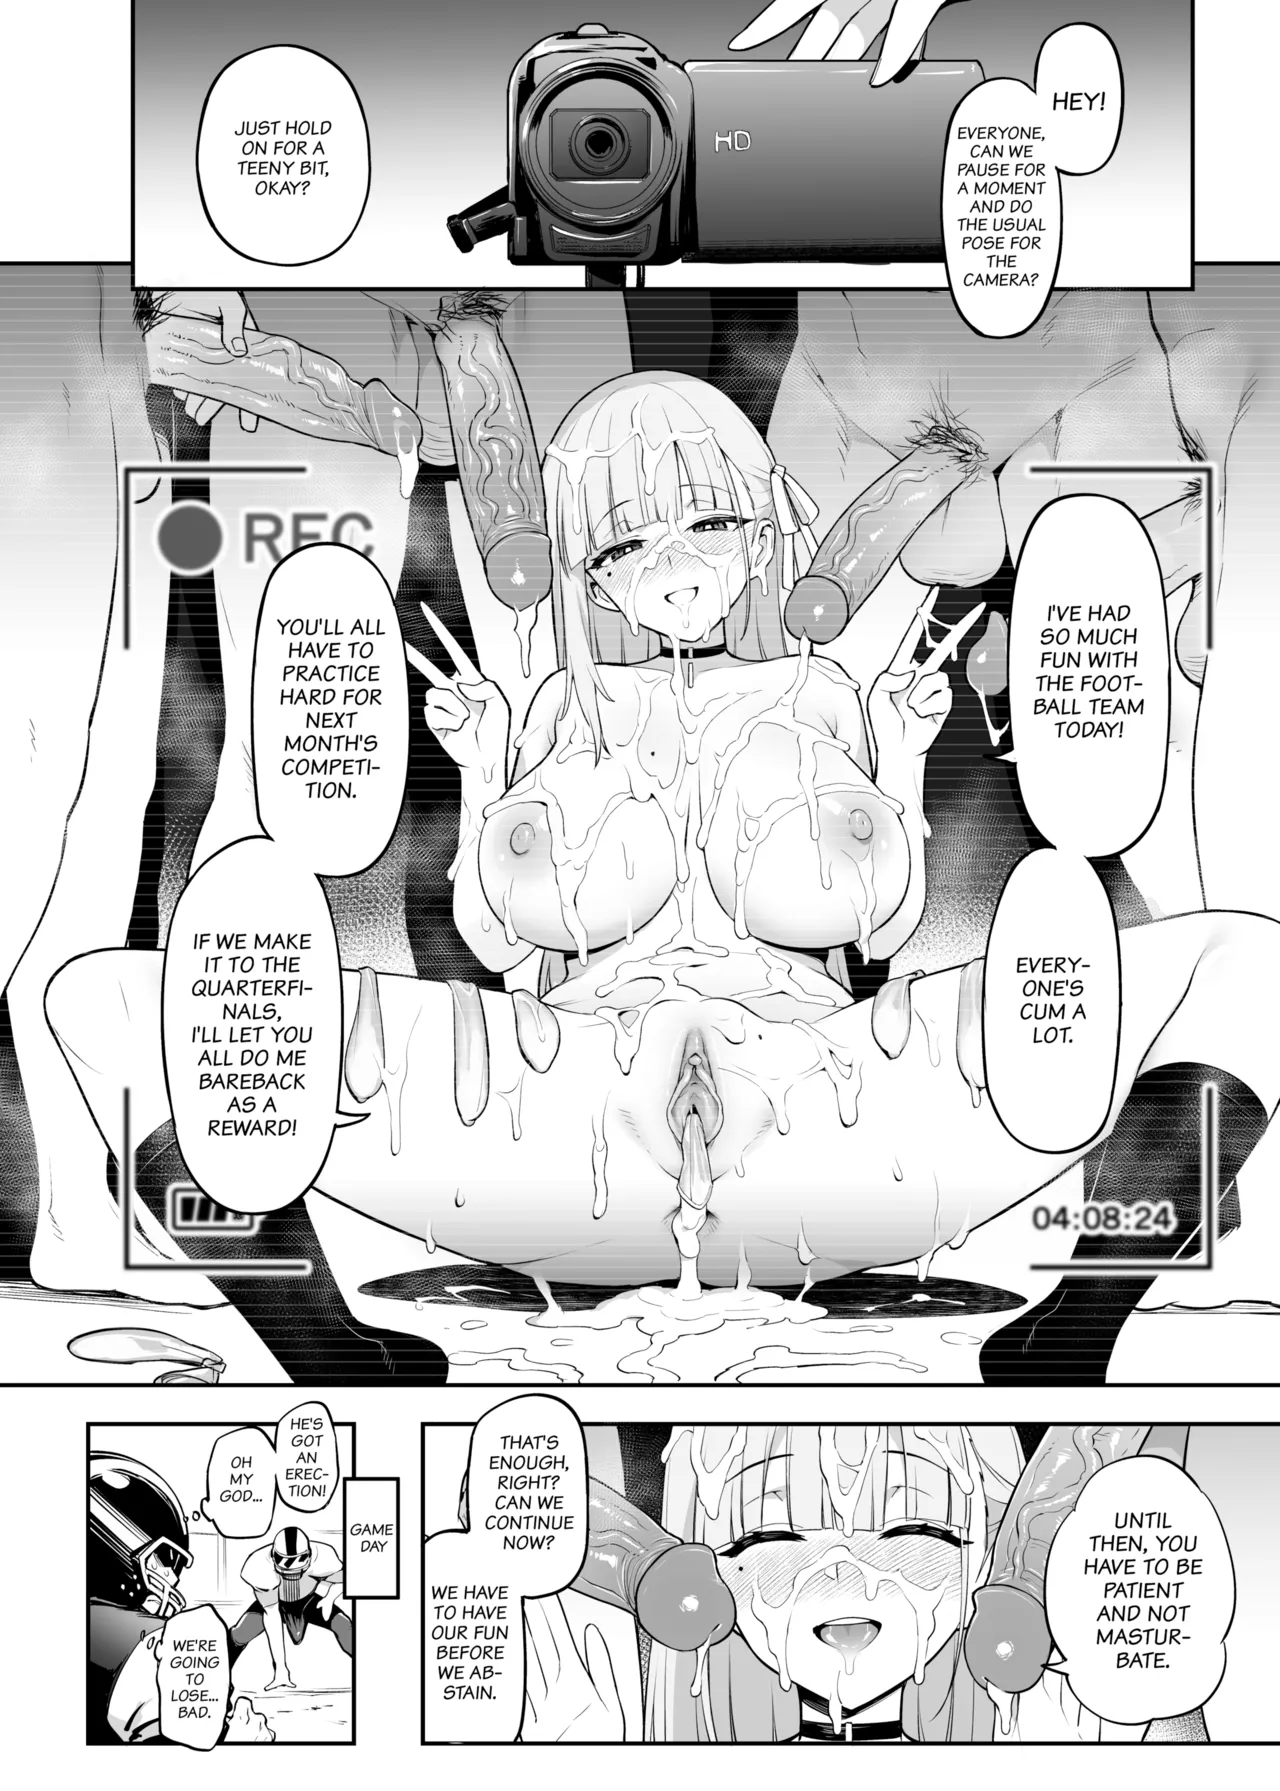 HEY!
EVERYONE,
CAN WE
PAUSE FOR
A MOMENT
AND DO
THE USUAL
POSE FOR
THE
CAMERA?
HD
JUST HOLD
ON FOR A
TEENY BIT,
OKAY?
REC
I'VE HAD
SO MUCH
FUN WITH
THE FOOT-
BALL TEAM
TODAY!
EVERY-
ONE'S
CUM A
LOT.
YOU'LL ALL
HAVE TO
PRACTICE
HARD FOR
NEXT
MONTH'S
COMPETI-
TION.
IF WE MAKE
IT TO THE
QUARTERFI-
NALS,
I'LL LET YOU
ALL DO ME
BAREBACK
AS A
REWARD!
04:08:24
UNTIL
THEN, YOU
HAVE TO BE
PATIENT
AND NOT
MASTUR-
BATE.
THAT'S
ENOUGH,
RIGHT?
CAN WE
CONTINUE
NOW?
WE HAVE
TO HAVE
OUR FUN
BEFORE
WE AB-
STAIN.
GAME
DAY
HE'S
GOT
AN
EREC-
TION!
OH
MY
GOD...
WE'RE
GOING
TO
LOSE...
BAD.